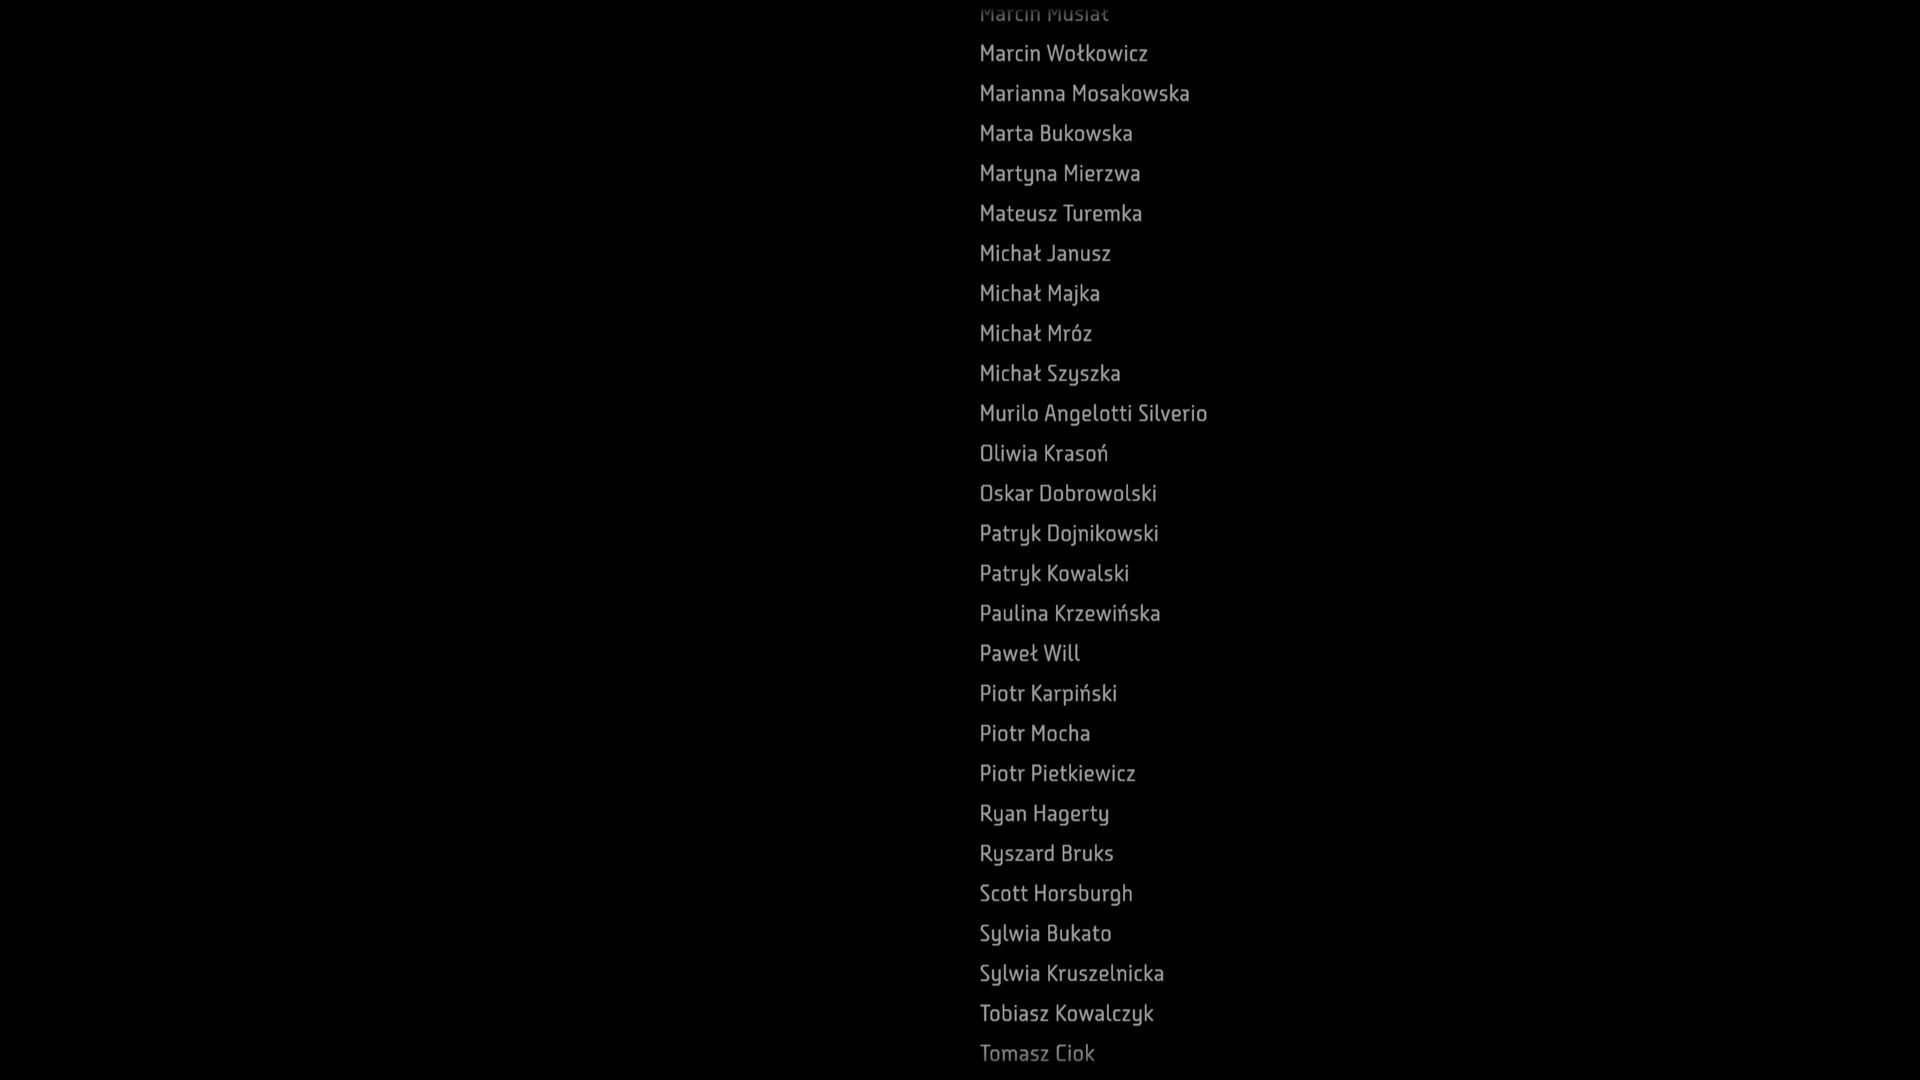 Marcin Musiał
Marcin Wołkowicz
Marianna Mosakowska
Marta Bukowska
Martyna Mierzwa
Mateusz Turemka
Michał Janusz
Michał Majka
Michał Mróz
Michał Szyszka
Murilo Angelotti Silverio
Oliwia Krasoń
Oskar Dobrowolski
Patryk Dojnikowski
Patryk Kowalski
Paulina Krzewińska
Paweł Will
Piotr Karpiński
Piotr Mocha
Piotr Pietkiewicz
Ryan Hagerty
Ryszard Bruks
Scott Horsburgh
Sylwia Bukato
Sylwia Kruszelnicka
Tobiasz Kowalczyk
Tomasz Ciok